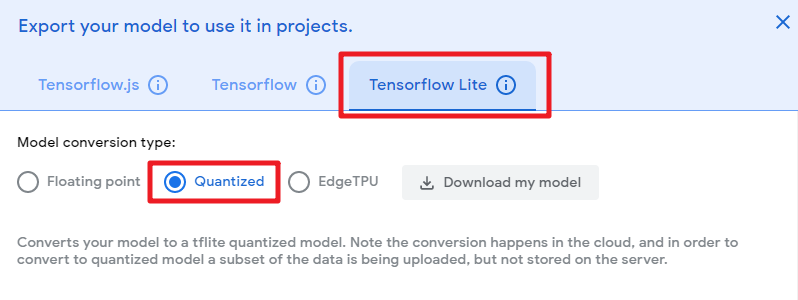 Export your model to use it in projects.
Tensorflow.js Tensorflow Tensorflow Lite
Model conversion type:
Floating point Quantized EdgeTPU Download my model
Converts your model to a tflite quantized model. Note the conversion happens in the cloud, and in order to
convert to quantized model a subset of the data is being uploaded, but not stored on the server.